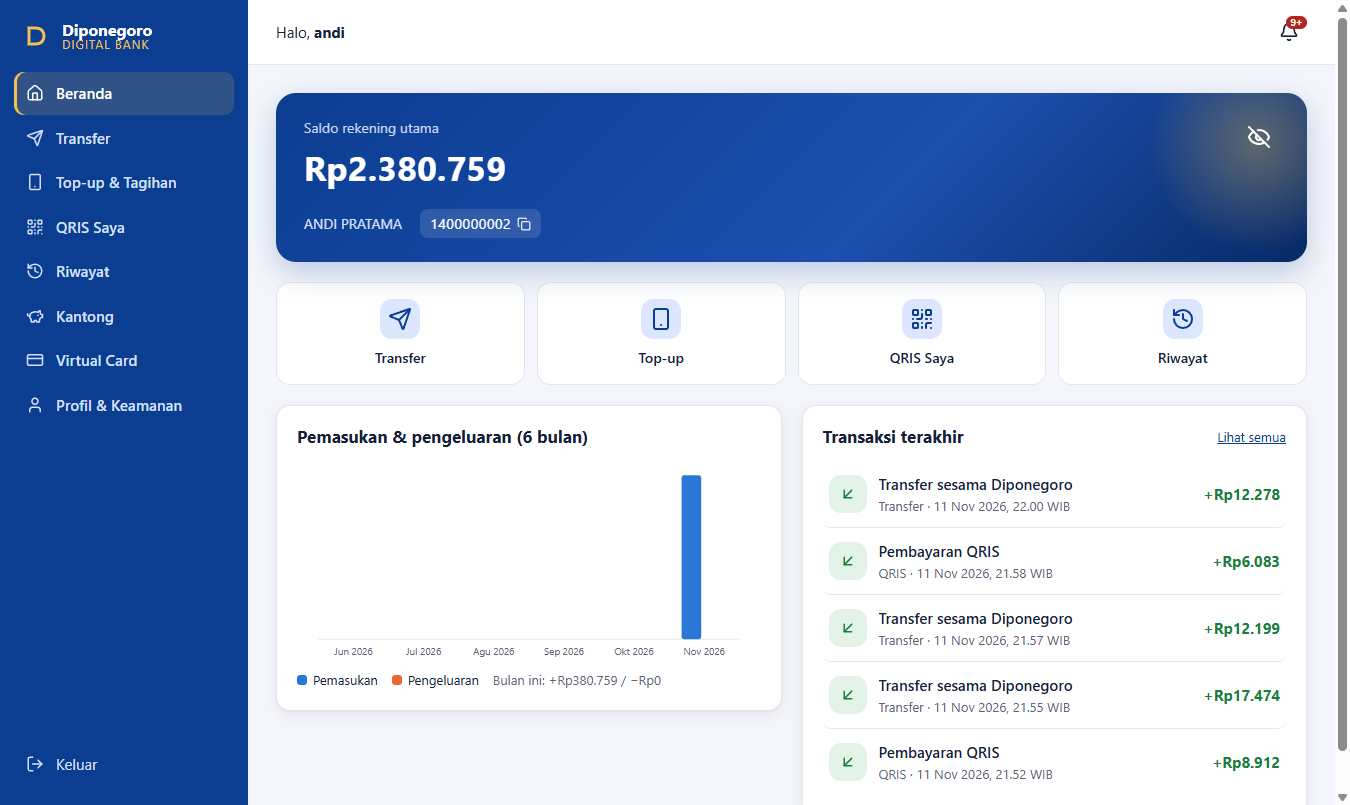 Diponegoro
DIGITAL BANK
Beranda
Transfer
Top-up & Tagihan
QRIS Saya
Riwayat
Kantong
Virtual Card
Profil & Keamanan
Keluar
Halo, andi
9+
Saldo rekening utama
Rp2.380.759
ANDI PRATAMA 1400000002
Transfer
Top-up
QRIS Saya
Riwayat
Pemasukan & pengeluaran (6 bulan)
Jun 2026 Jul 2026 Agu 2026 Sep 2026 Okt 2026 Nov 2026
Pemasukan Pengeluaran Bulan ini: +Rp380.759 / −Rp0
Transaksi terakhir Lihat semua
Transfer sesama Diponegoro
Transfer · 11 Nov 2026, 22.00 WIB
+Rp12.278
Pembayaran QRIS
QRIS · 11 Nov 2026, 21.58 WIB
+Rp6.083
Transfer sesama Diponegoro
Transfer · 11 Nov 2026, 21.57 WIB
+Rp12.199
Transfer sesama Diponegoro
Transfer · 11 Nov 2026, 21.55 WIB
+Rp17.474
Pembayaran QRIS
QRIS · 11 Nov 2026, 21.52 WIB
+Rp8.912